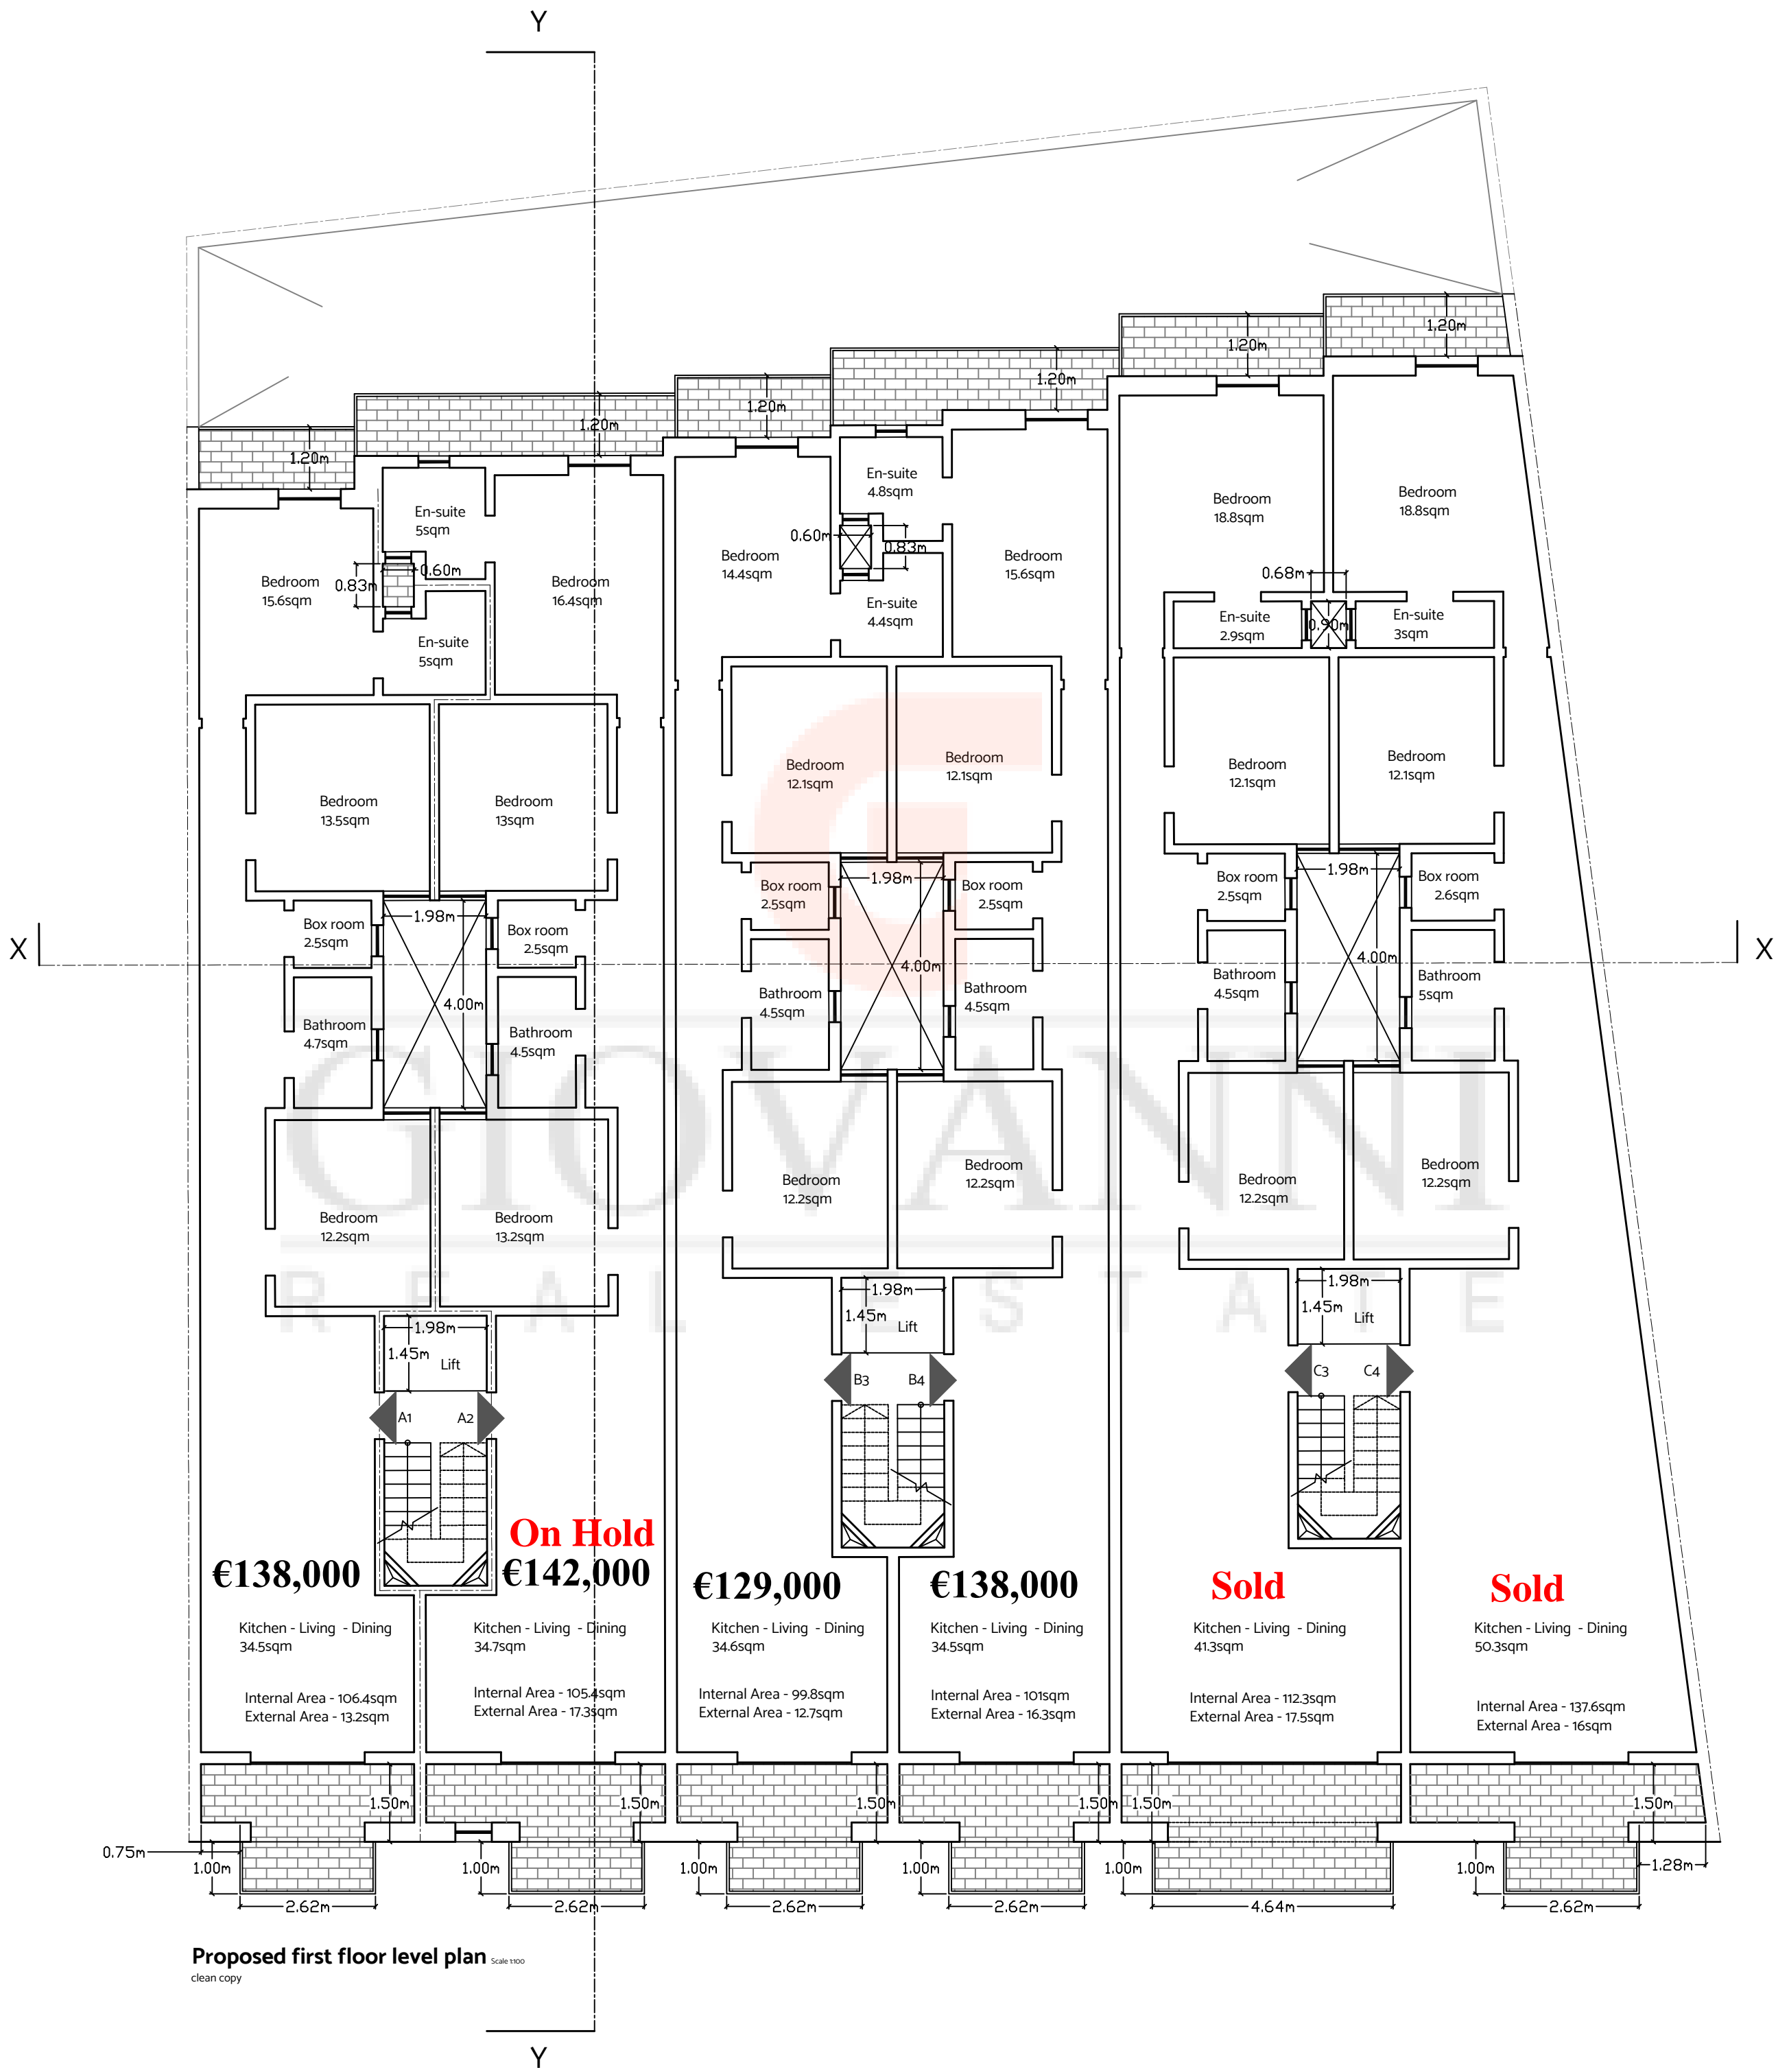 Y
1.20m
1.20m
1.20m
1.20m
1.20m
1.20m
En-suite
5sqm
Bedroom
15.6sqm
0.83m
0.60m
Bedroom
16.4sqm
En-suite
5sqm
Bedroom
13.5sqm
Bedroom
13sqm
Box room
2.5sqm
1.98m
Box room
2.5sqm
4.00m
Bathroom
4.7sqm
Bathroom
4.5sqm
Bedroom
12.2sqm
Bedroom
13.2sqm
1.98m
1.45m
Lift
A1
A2
En-suite
4.8sqm
Bedroom
14.4sqm
0.60m
0.83m
Bedroom
15.6sqm
En-suite
4.4sqm
Bedroom
12.1sqm
Bedroom
12.1sqm
Box room
2.5sqm
1.98m
Box room
2.5sqm
4.00m
Bathroom
4.5sqm
Bathroom
4.5sqm
Bedroom
12.2sqm
Bedroom
12.2sqm
1.98m
1.45m
Lift
B3
B4
Bedroom
18.8sqm
Bedroom
18.8sqm
0.68m
En-suite
2.9sqm
0.90m
En-suite
3sqm
Bedroom
12.1sqm
Bedroom
12.1sqm
Box room
2.5sqm
1.98m
Box room
2.6sqm
4.00m
Bathroom
4.5sqm
Bathroom
5sqm
Bedroom
12.2sqm
Bedroom
12.2sqm
1.98m
1.45m
Lift
C3
C4
X
X
GIOVANNI
REAL ESTATE
On Hold
€138,000
€142,000
€129,000
€138,000
Sold
Sold
Kitchen - Living - Dining
34.5sqm
Internal Area - 106.4sqm
External Area - 13.2sqm
Kitchen - Living - Dining
34.7sqm
Internal Area - 105.4sqm
External Area - 17.3sqm
Kitchen - Living - Dining
34.6sqm
Internal Area - 99.8sqm
External Area - 12.7sqm
Kitchen - Living - Dining
34.5sqm
Internal Area - 101sqm
External Area - 16.3sqm
Kitchen - Living - Dining
41.3sqm
Internal Area - 112.3sqm
External Area - 17.5sqm
Kitchen - Living - Dining
50.3sqm
Internal Area - 137.6sqm
External Area - 16sqm
1.50m
1.50m
1.50m
1.50m
1.50m
1.50m
0.75m
1.00m
1.00m
1.00m
1.00m
1.00m
1.00m
1.28m
2.62m
2.62m
2.62m
2.62m
4.64m
2.62m
Proposed first floor level plan Scale 1:100
clean copy
Y